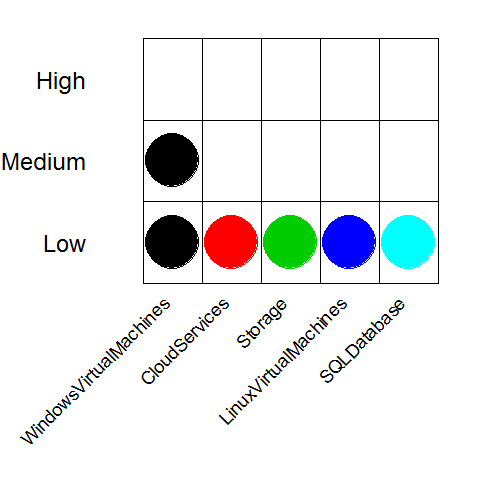 High
Medium
Low
WindowsVirtualMachines
CloudServices
Storage
LinuxVirtualMachines
SQLDatabase